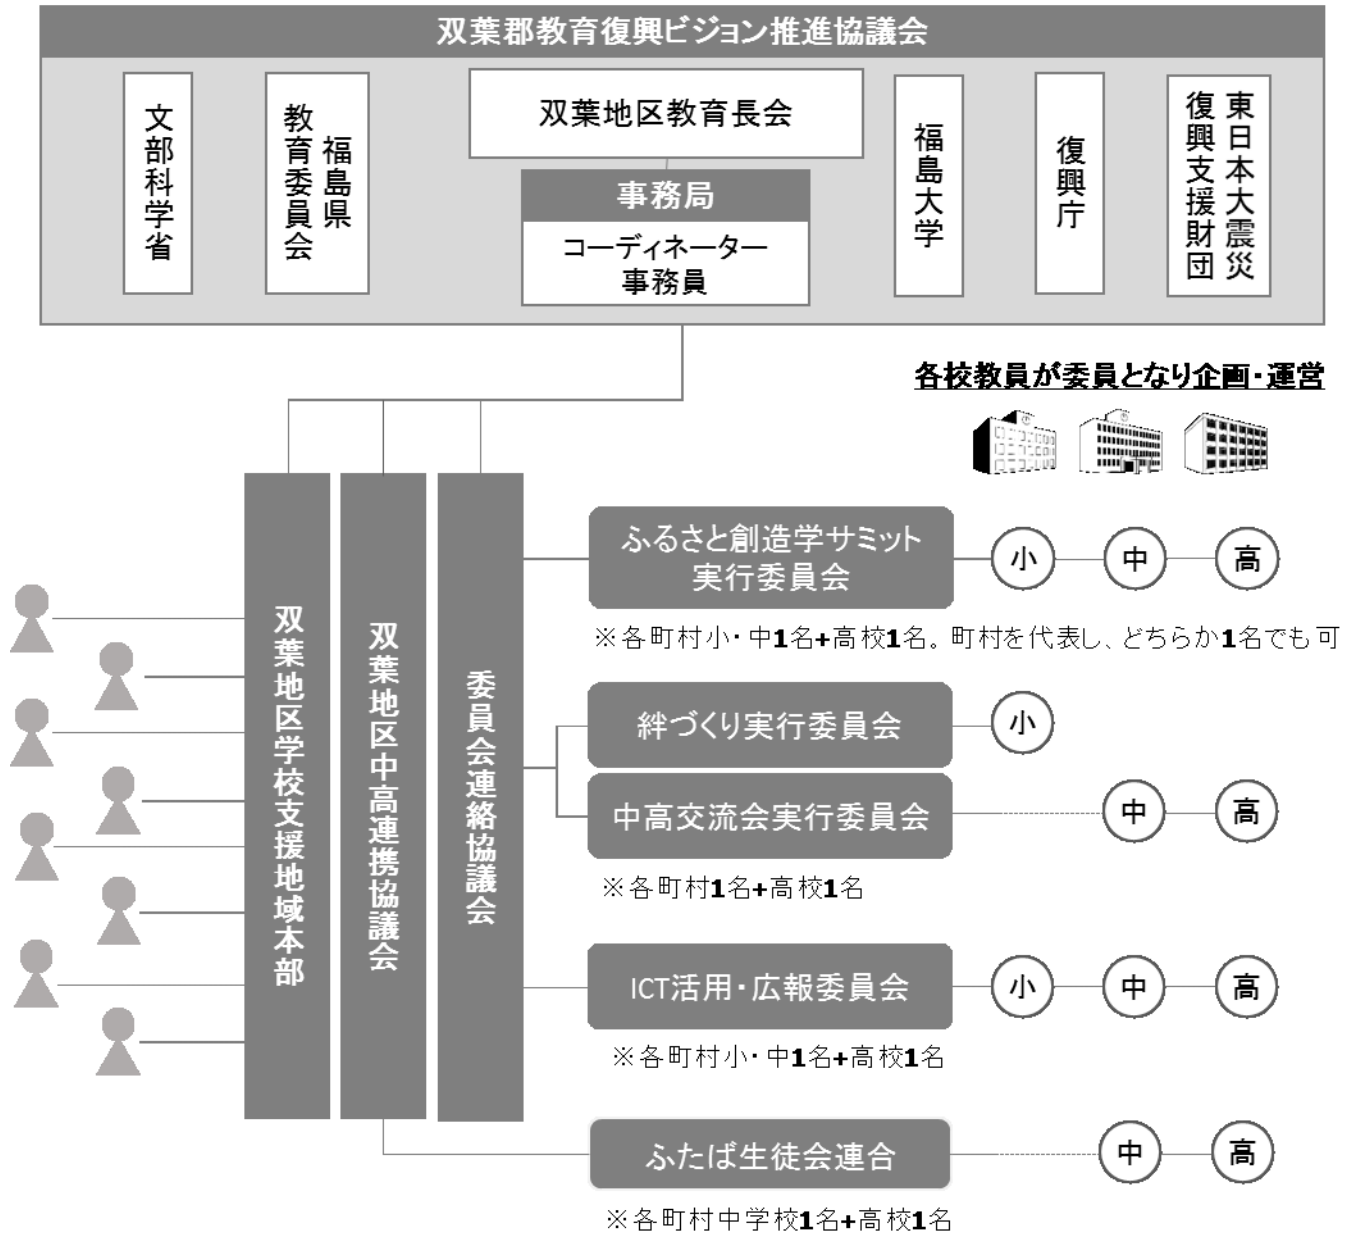 双葉郡教育復興ビジョン推進協議会
文部科学省
福島県
教育委員会
双葉地区教育長会
事務局
コーディネーター
事務員
福島大学
復興庁
東日本大震災
復興支援財団
各校教員が委員となり企画・運営
双葉地区学校支援地域本部
双葉地区中高連携協議会
委員会連絡協議会
ふるさと創造学サミット
実行委員会
小
中
高
※各町村小・中1名+高校1名。町村を代表し、どちらか1名でも可
絆づくり実行委員会
小
中高交流会実行委員会
中
高
※各町村1名+高校1名
ICT活用・広報委員会
小
中
高
※各町村小・中1名+高校1名
ふたば生徒会連合
中
高
※各町村中学校1名+高校1名